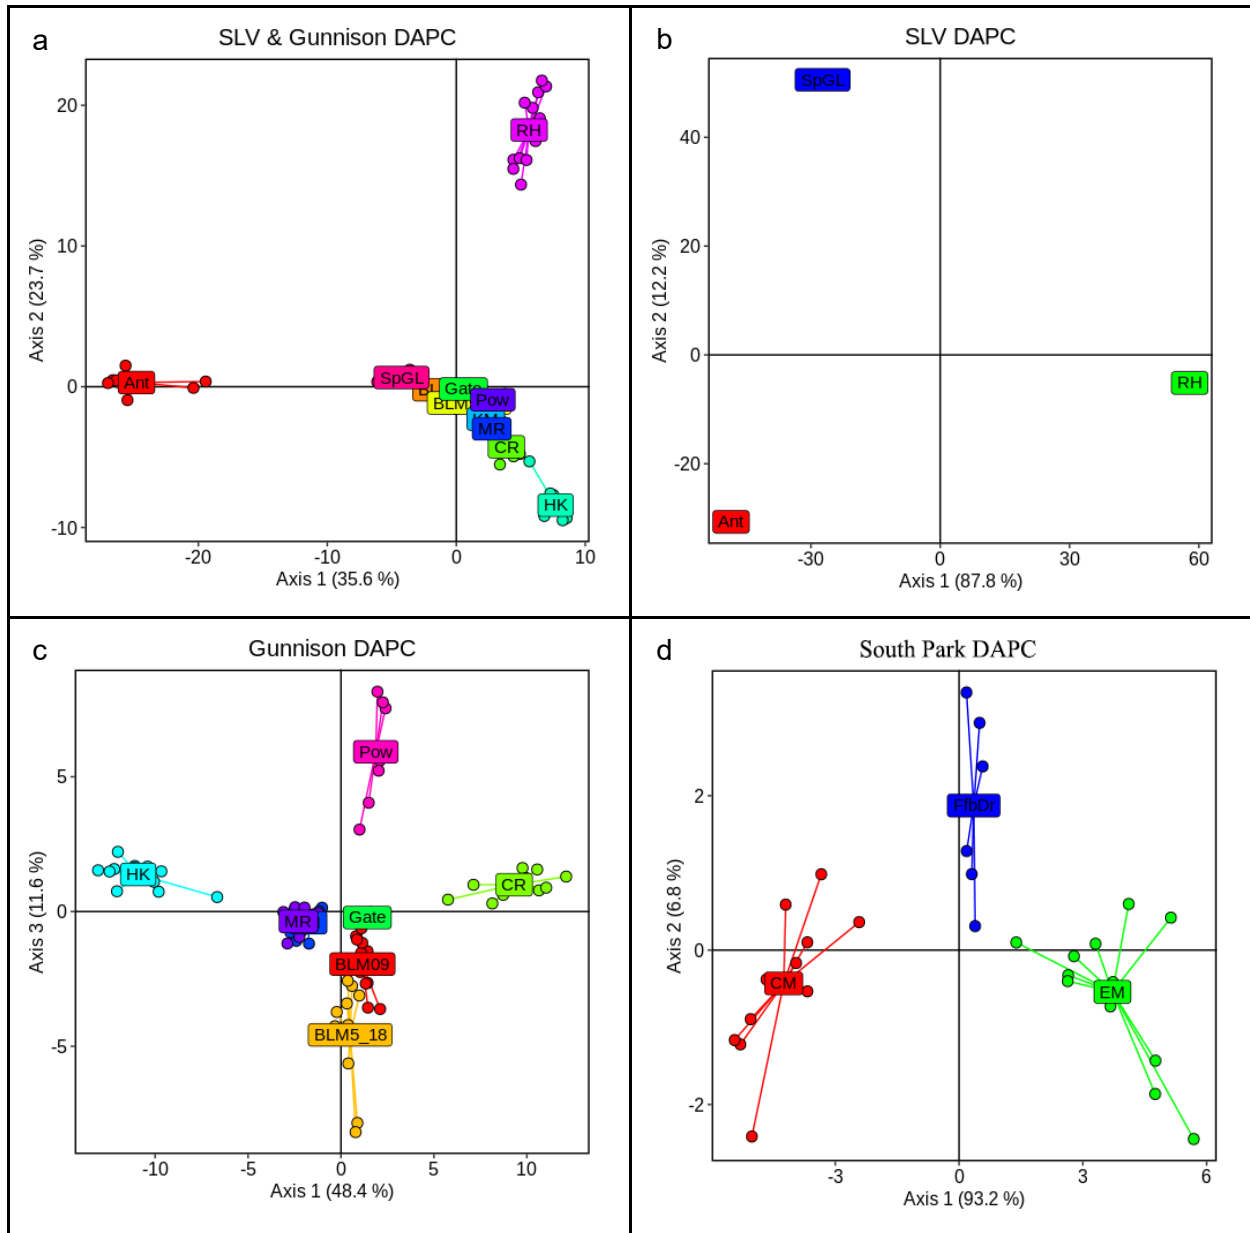 a
SLV & Gunnison DAPC
20
10
0
-10
-20
-10
0
10
Axis 2 (23.7 %)
Axis 1 (35.6 %)
RH
Ant
SpGL
Gate
BLM
Pow
MR
CR
HK
b
SLV DAPC
40
20
0
-20
-30
0
30
60
Axis 2 (12.2 %)
Axis 1 (87.8 %)
SpGL
RH
Ant
c
Gunnison DAPC
5
0
-5
-10
-5
0
5
10
Axis 3 (11.6 %)
Axis 1 (48.4 %)
Pow
HK
CR
MR
Gate
BLM09
BLM5_18
d
South Park DAPC
2
0
-2
-3
0
3
6
Axis 2 (6.8 %)
Axis 1 (93.2 %)
FfbDr
CM
EM